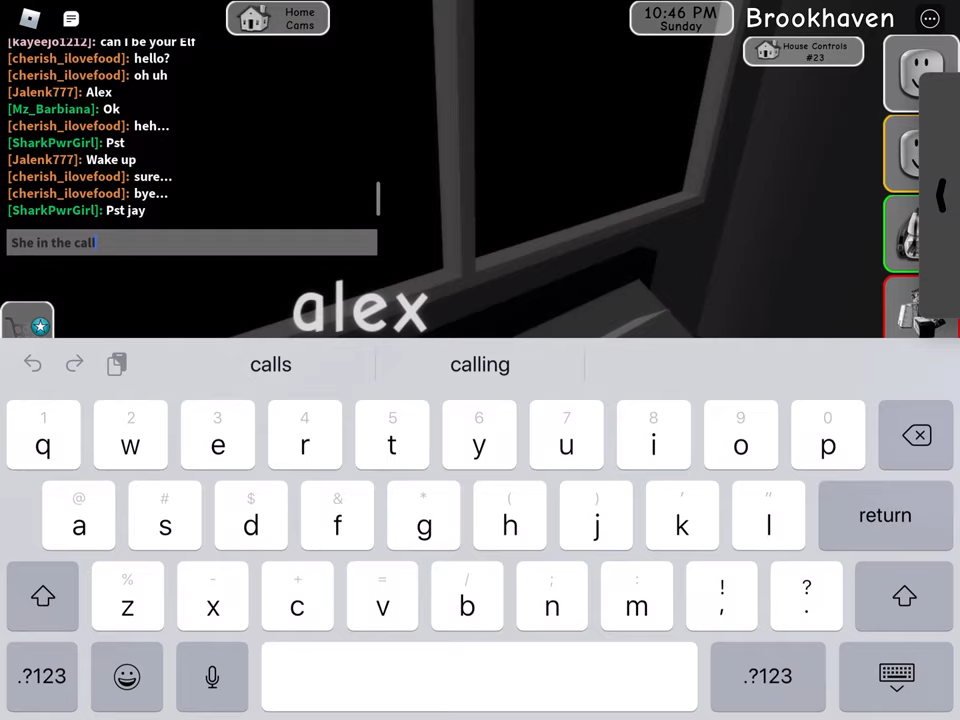 Home
Cams
10:46 PM
Sunday
Brookhaven
House Controls
#23
[kayeejo1212]: can I be your Elf
[cherish_ilovefood]: hello?
[cherish_ilovefood]: oh uh
[Jalenk777]: Alex
[Mz_Barbiana]: Ok
[cherish_ilovefood]: heh...
[SharkPwrGirl]: Pst
[Jalenk777]: Wake up
[cherish_ilovefood]: sure...
[cherish_ilovefood]: bye...
[SharkPwrGirl]: Pst jay
She in the call
alex
calls calling
1 2 3 4 5 6 7 8 9 0
q w e r t y u i o p
@ # $ & * ( ) ' "
a s d f g h j k l return
% - + = / ; : ! ?
z x c v b n m , .
.?123 .?123